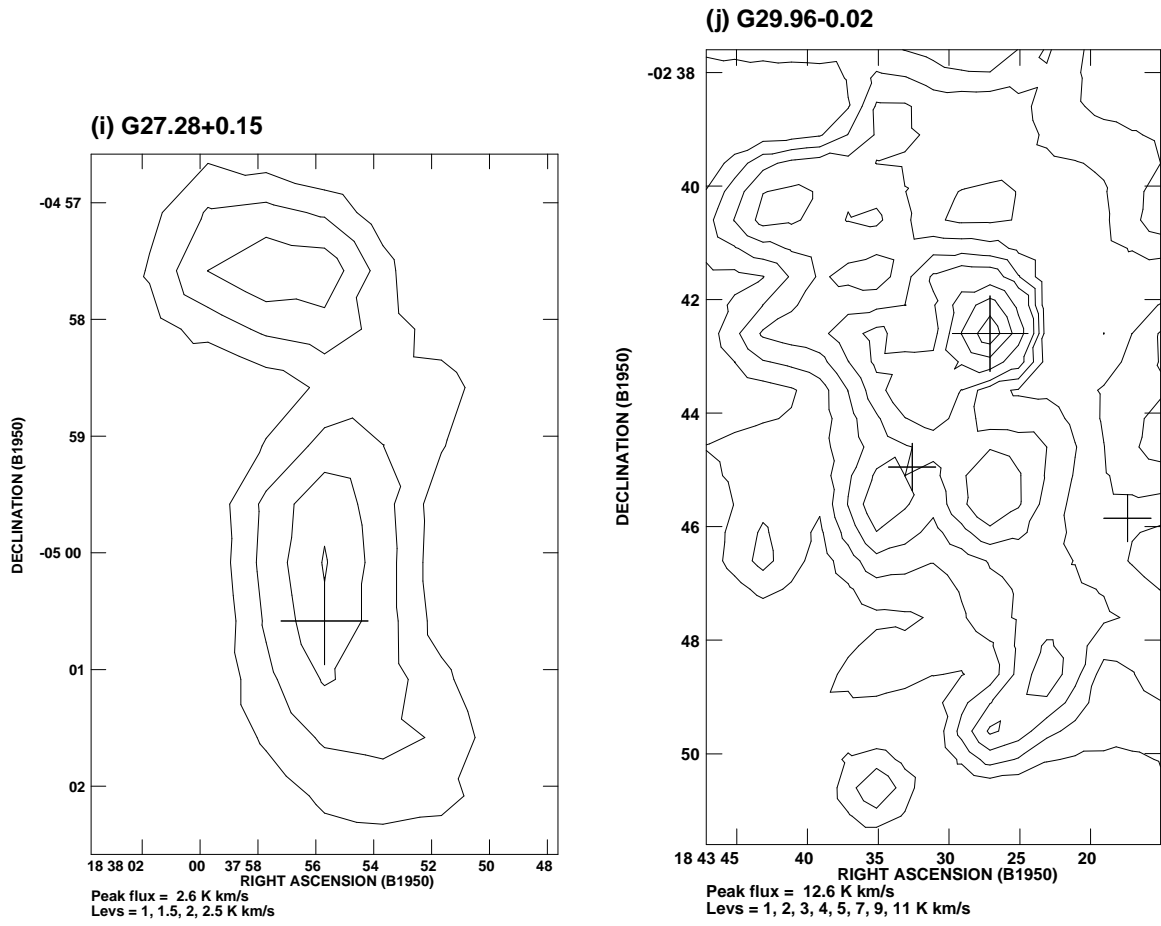 (i) G27.28+0.15
-04 57
58
59
-05 00
01
02
DECLINATION (B1950)
18 38 02 00 37 58 56 54 52 50 48
RIGHT ASCENSION (B1950)
Peak flux = 2.6 K km/s
Levs = 1, 1.5, 2, 2.5 K km/s
(j) G29.96-0.02
-02 38
40
42
44
46
48
50
DECLINATION (B1950)
18 43 45 40 35 30 25 20
RIGHT ASCENSION (B1950)
Peak flux = 12.6 K km/s
Levs = 1, 2, 3, 4, 5, 7, 9, 11 K km/s